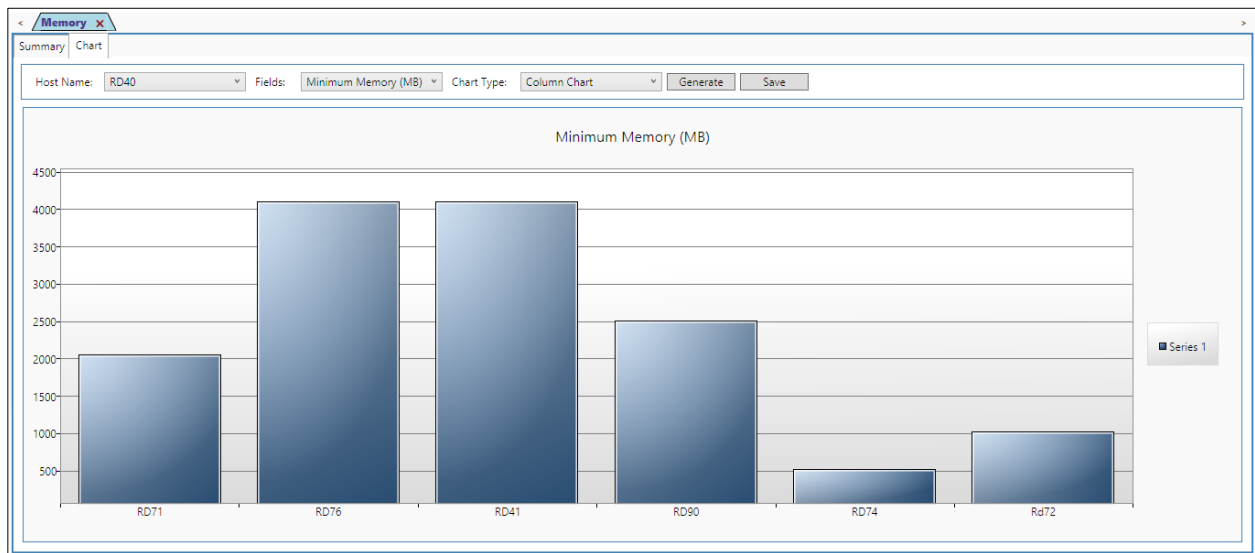 Memory x
Summary Chart
Host Name: RD40 Fields: Minimum Memory (MB) Chart Type: Column Chart Generate Save
Minimum Memory (MB)
4500
4000
3500
3000
2500
2000
1500
1000
500
Series 1
RD71 RD76 RD41 RD90 RD74 Rd72